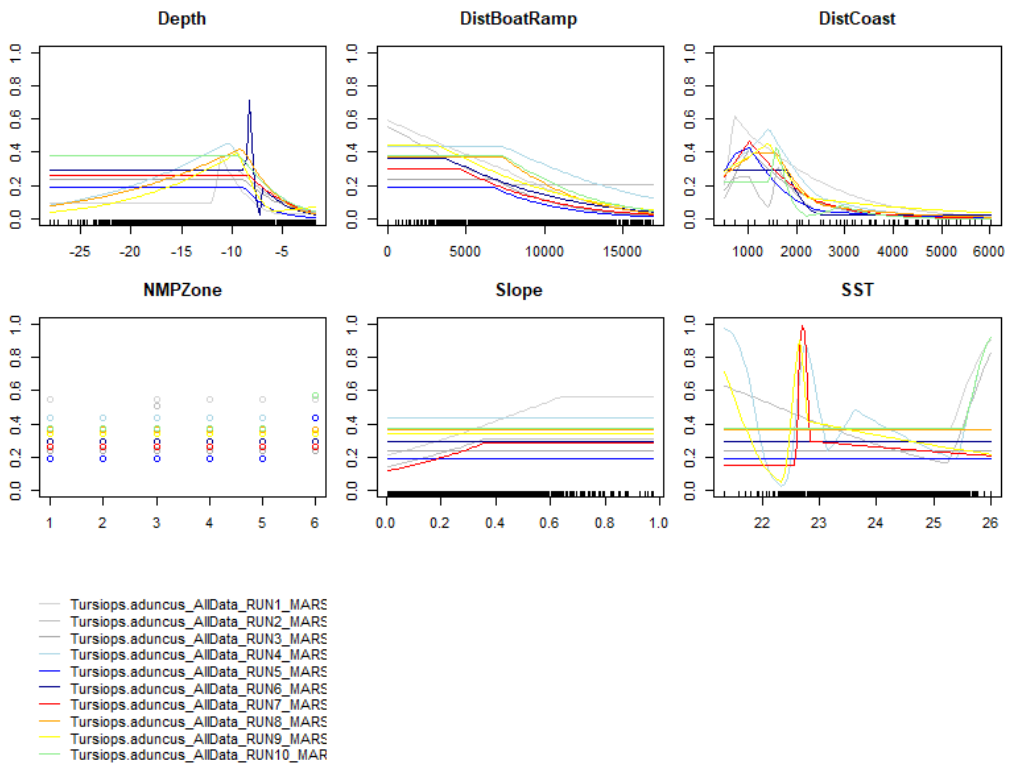 Depth DistBoatRamp DistCoast
0.0 0.2 0.4 0.6 0.8 1.0
-25 -15 -10 -5
0.0 0.2 0.4 0.6 0.8 1.0
0 5000 10000 15000
0.0 0.2 0.4 0.6 0.8 1.0
1000 2000 3000 4000 5000 6000
NMPZone Slope SST
0.0 0.2 0.4 0.6 0.8 1.0
1 2 3 4 5 6
0.0 0.2 0.4 0.6 0.8 1.0
0.0 0.2 0.4 0.6 0.8 1.0
0.0 0.2 0.4 0.6 0.8 1.0
22 23 24 25 26
Tursiops.aduncus_AllData_RUN1_MARS
Tursiops.aduncus_AllData_RUN2_MARS
Tursiops.aduncus_AllData_RUN3_MARS
Tursiops.aduncus_AllData_RUN4_MARS
Tursiops.aduncus_AllData_RUN5_MARS
Tursiops.aduncus_AllData_RUN6_MARS
Tursiops.aduncus_AllData_RUN7_MARS
Tursiops.aduncus_AllData_RUN8_MARS
Tursiops.aduncus_AllData_RUN9_MARS
Tursiops.aduncus_AllData_RUN10_MAR